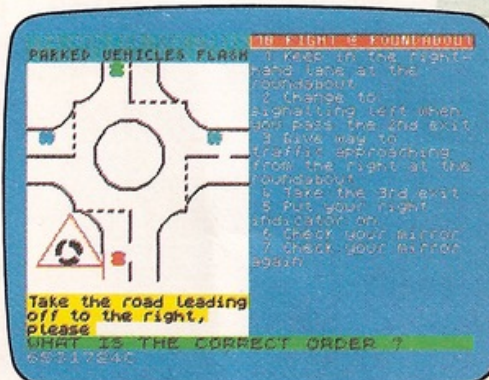 PARKED VEHICLES FLASH
RIGHT @ ROUNDABOUT
1 Keep in the right-
hand lane at the
roundabout
2 Change to
signalling left when
you pass the 2nd exit
3 Give way to
traffic approaching
from the right at the
roundabout
Take the 3rd exit
5 Put your right
indicator on
Check your mirror
7 Check your mirror
again
Take the road leading
off to the right,
please
WHAT IS THE CORRECT ORDER ?